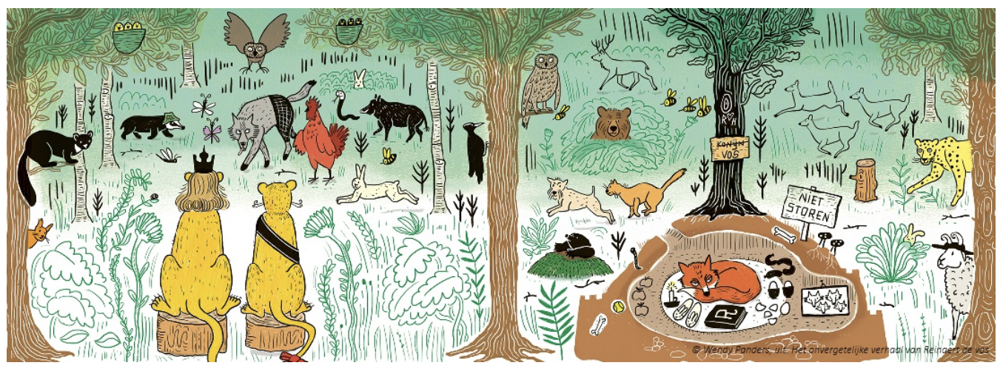 R♡H
KONIJN
VOS
NIET
STOREN
R
© Wendy Panders, uit: Het onvergetelijke verhaal van Reinaert de vos